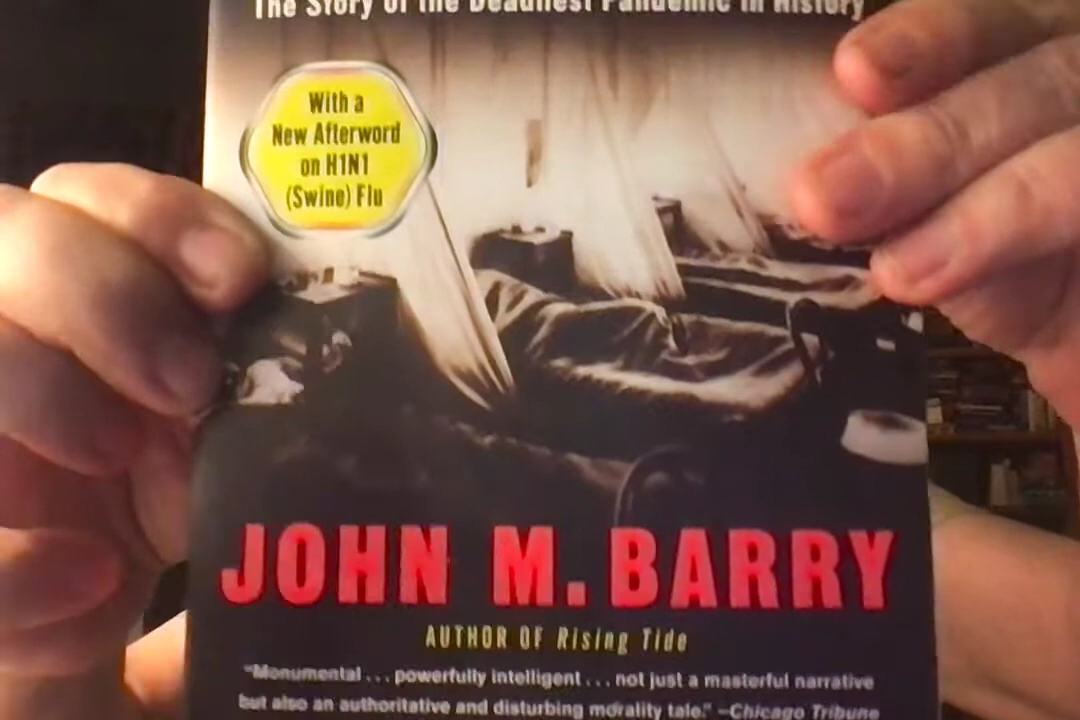 The Story of the Deadliest Pandemic in History
With a
New Afterword
on H1N1
(Swine) Flu
JOHN M. BARRY
AUTHOR OF Rising Tide
"Monumental . . . powerfully intelligent . . . not just a masterful narrative
but also an authoritative and disturbing morality tale." –Chicago Tribune